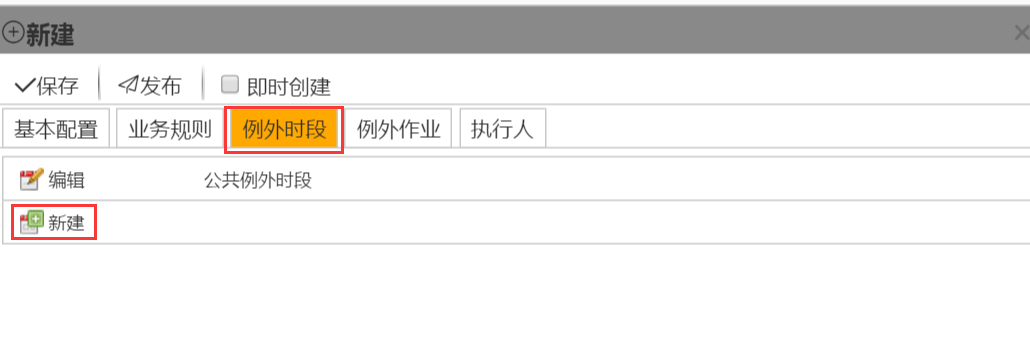 新建
保存 发布 即时创建
基本配置 业务规则 例外时段 例外作业 执行人
编辑 公共例外时段
新建